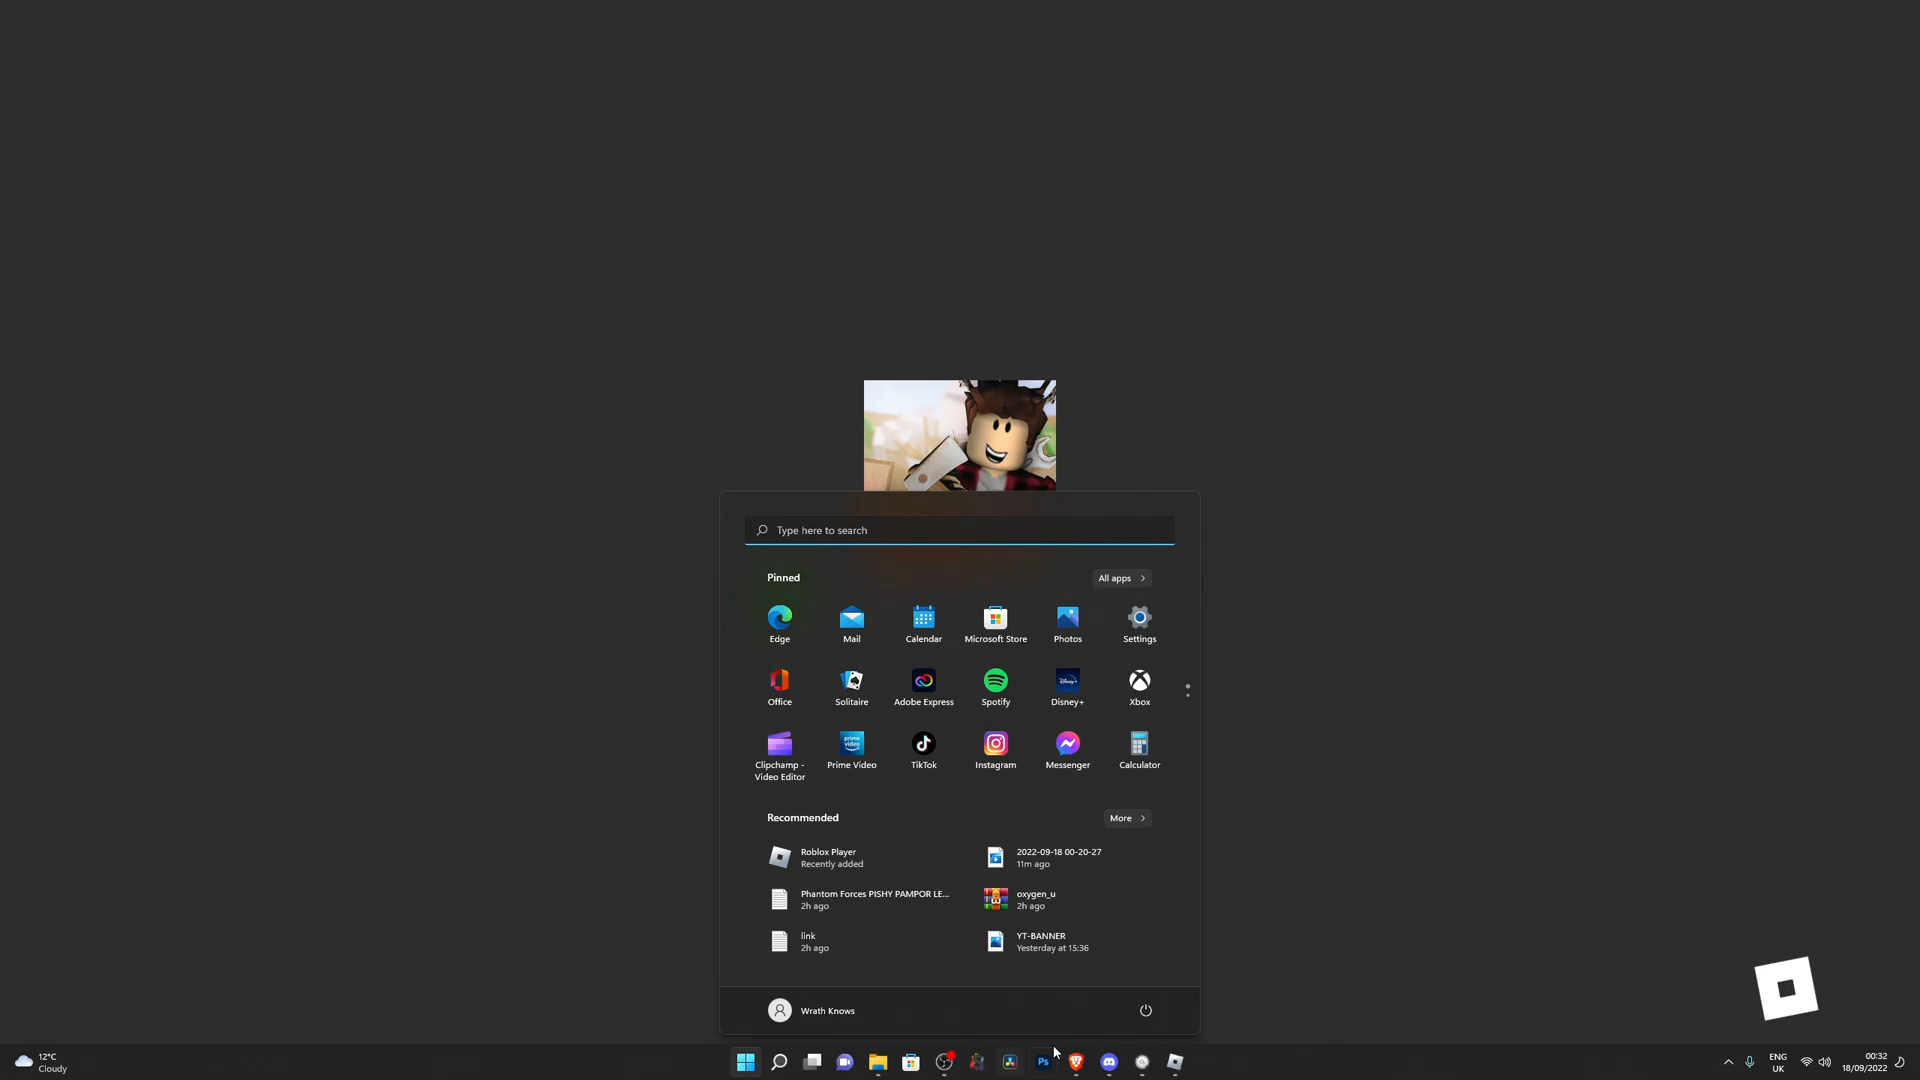 Type here to search
Pinned
All apps
Edge
Mail
Calendar
Microsoft Store
Photos
Settings
Office
Solitaire
Adobe Express
Spotify
Disney+
Xbox
Clipchamp -
Video Editor
prime video
Prime Video
TikTok
Instagram
Messenger
Calculator
Recommended
More
Roblox Player
Recently added
2022-09-18 00-20-27
11m ago
Phantom Forces PISHY PAMPOR LE...
2h ago
oxygen_u
2h ago
link
2h ago
YT-BANNER
Yesterday at 15:36
Wrath Knows
12°C
Cloudy
Ps
ENG
UK
00:32
18/09/2022